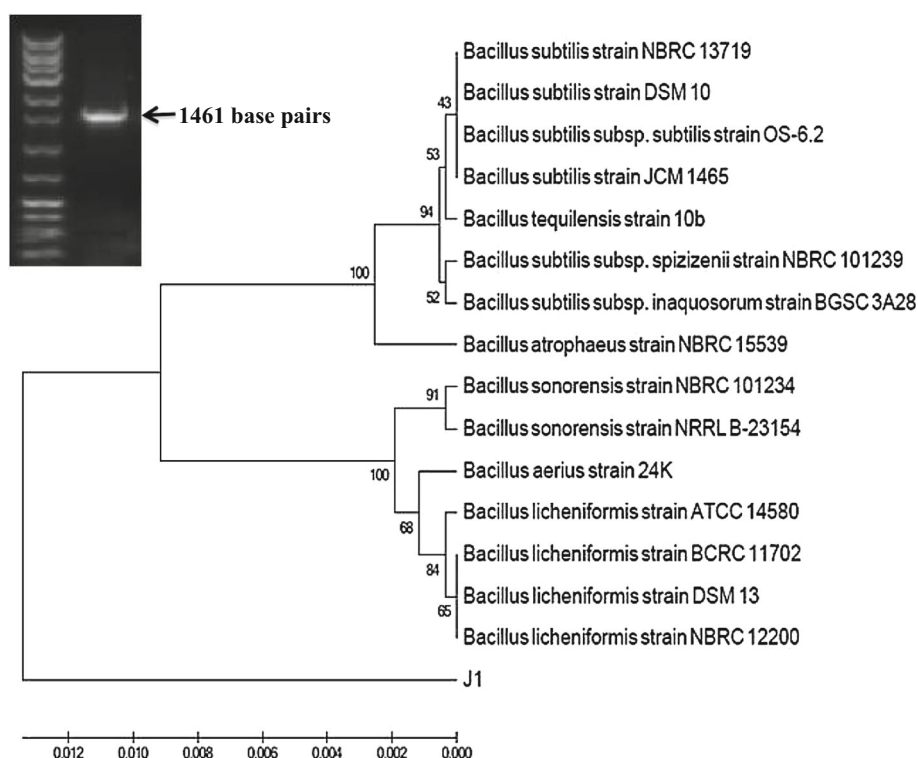 1461 base pairs
Bacillus subtilis strain NBRC 13719
43
Bacillus subtilis strain DSM 10
Bacillus subtilis subsp. subtilis strain OS-6.2
53
Bacillus subtilis strain JCM 1465
94
Bacillus tequilensis strain 10b
Bacillus subtilis subsp. spizizenii strain NBRC 101239
100
52
Bacillus subtilis subsp. inaquosorum strain BGSC 3A28
Bacillus atrophaeus strain NBRC 15539
Bacillus sonorensis strain NBRC 101234
91
Bacillus sonorensis strain NRRL B-23154
100
Bacillus aerius strain 24K
Bacillus licheniformis strain ATCC 14580
68
Bacillus licheniformis strain BCRC 11702
84
Bacillus licheniformis strain DSM 13
65
Bacillus licheniformis strain NBRC 12200
J1
0.012 0.010 0.008 0.006 0.004 0.002 0.000